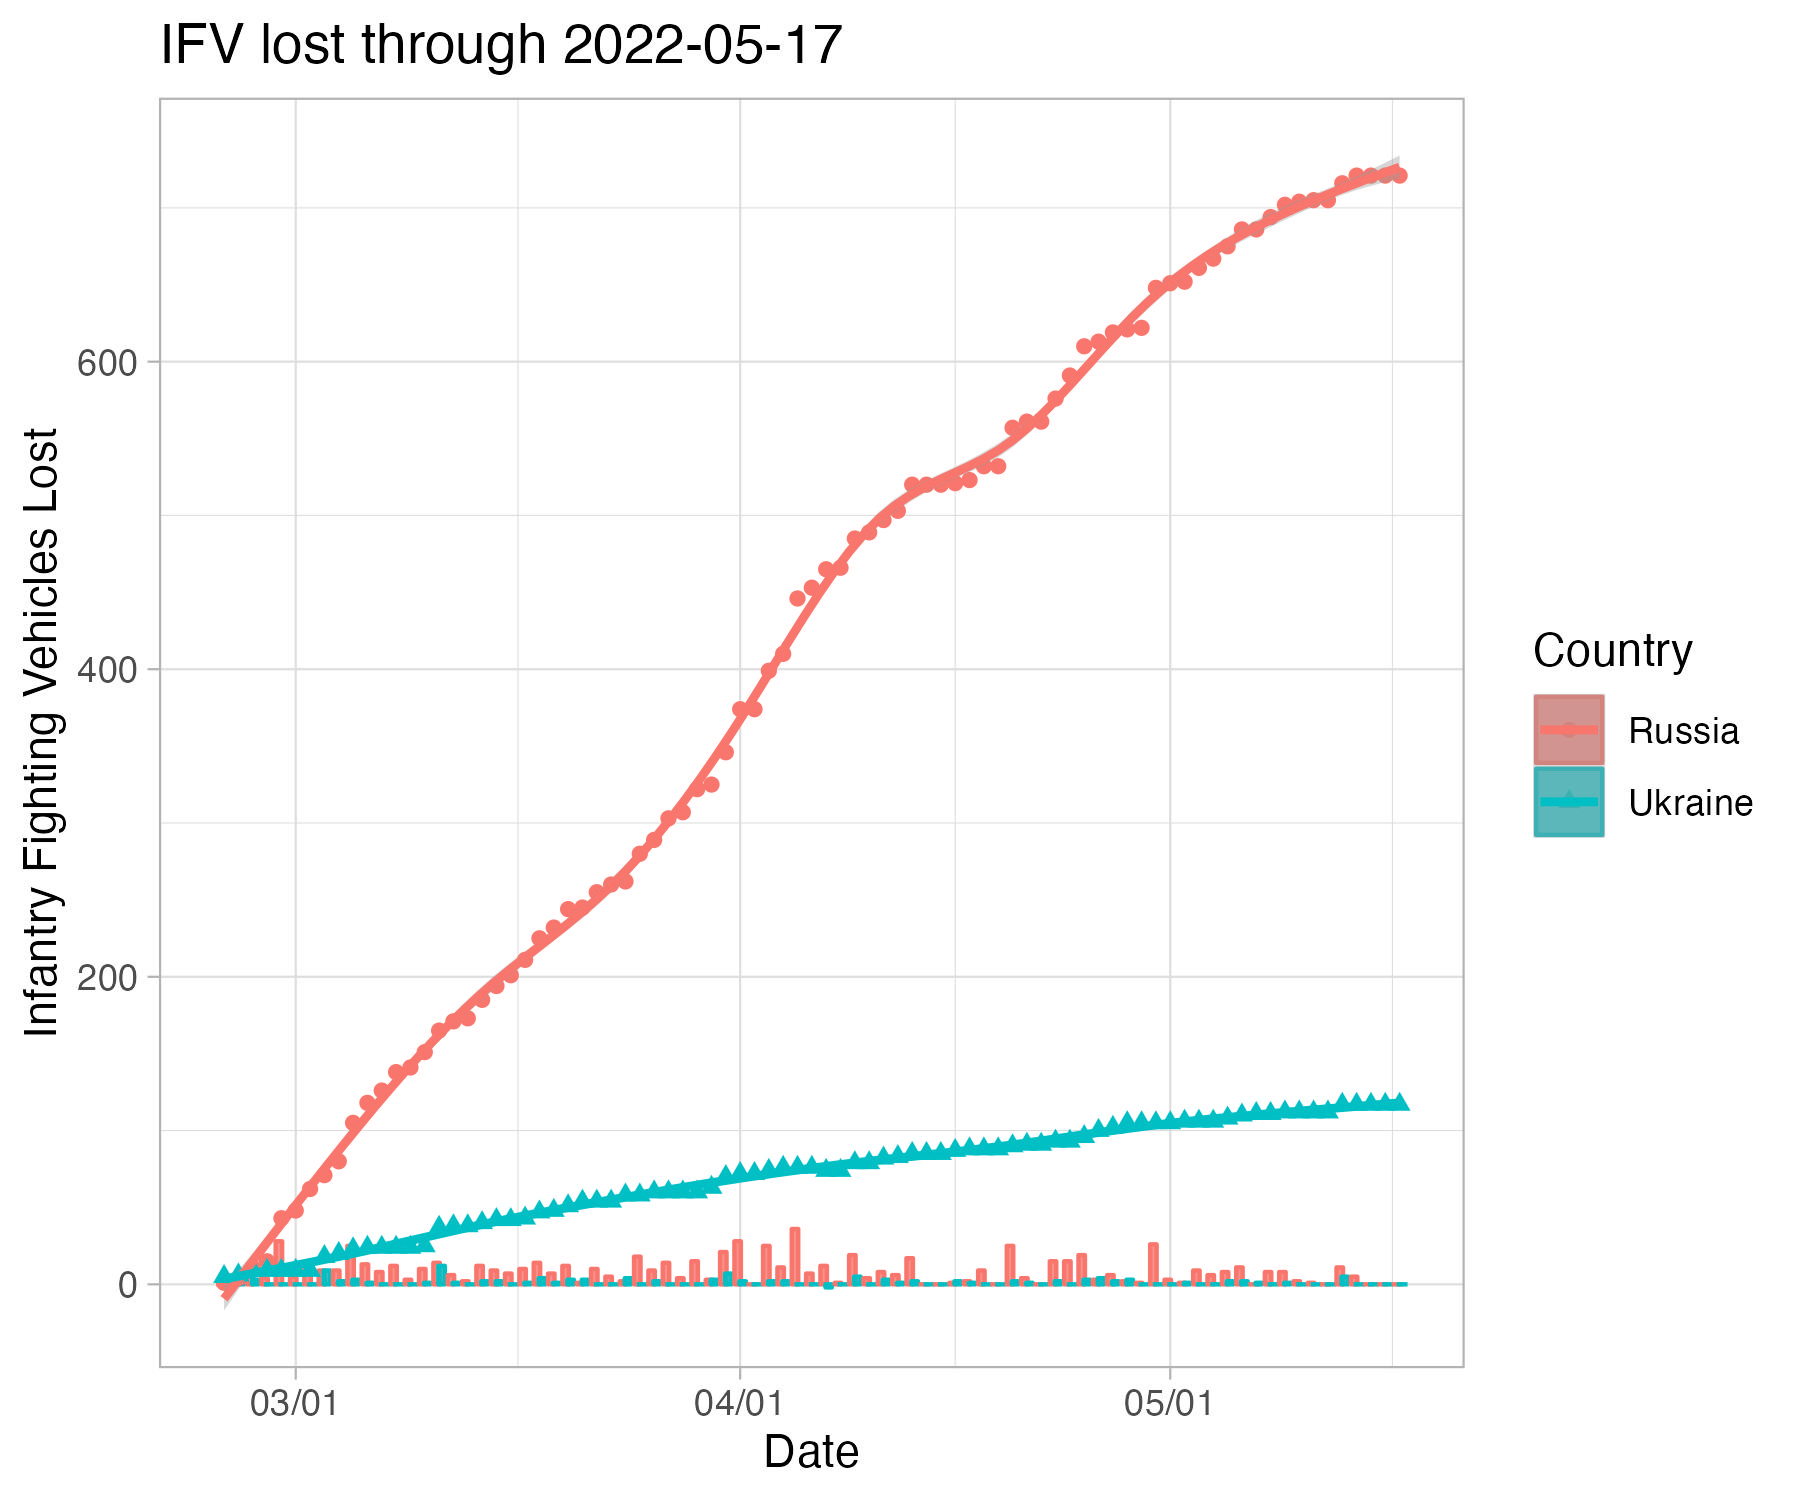 IFV lost through 2022-05-17
Infantry Fighting Vehicles Lost
600
400
200
0
03/01
04/01
05/01
Date
Country
Russia
Ukraine